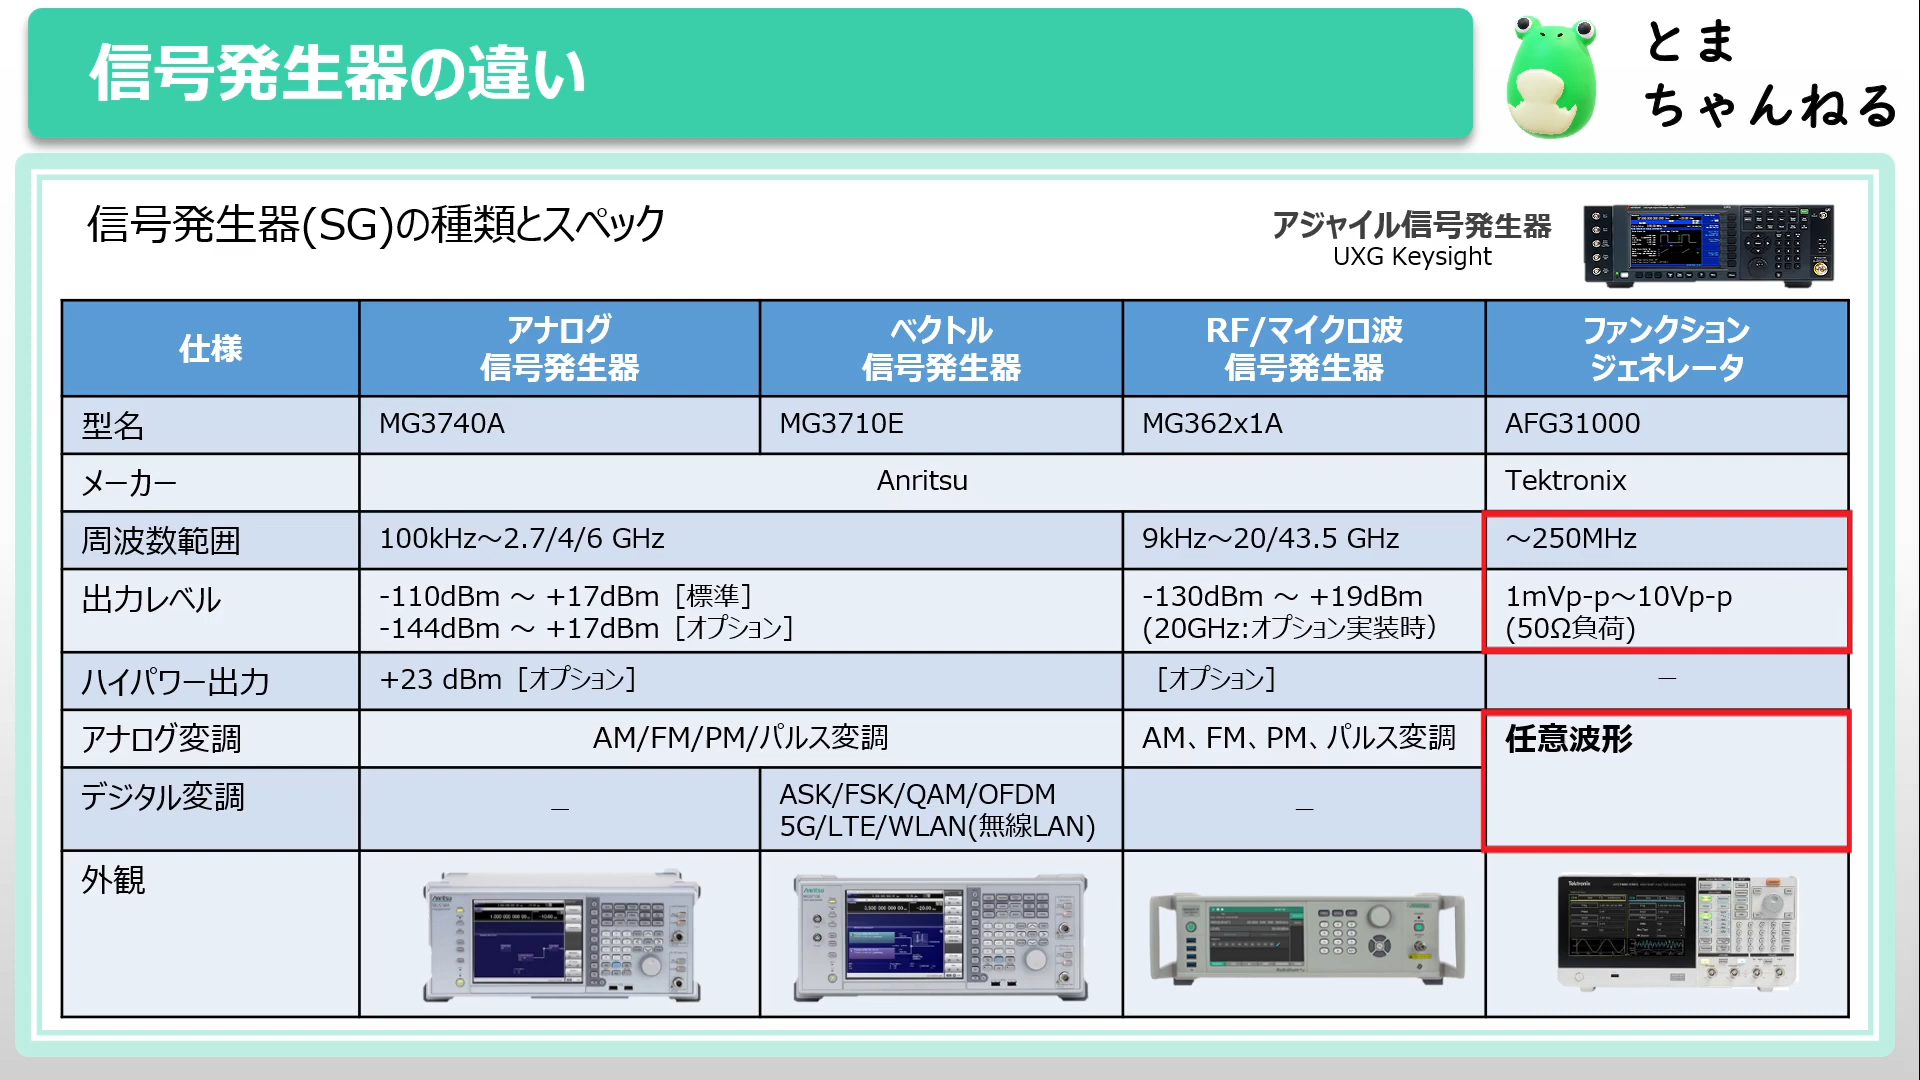 信号発生器の違い
とま
ちゃんねる
信号発生器(SG)の種類とスペック
アジャイル信号発生器
UXG Keysight
仕様
アナログ
信号発生器
ベクトル
信号発生器
RF/マイクロ波
信号発生器
ファンクション
ジェネレータ
型名
MG3740A
MG3710E
MG362x1A
AFG31000
メーカー
Anritsu
Tektronix
周波数範囲
100kHz～2.7/4/6 GHz
9kHz～20/43.5 GHz
～250MHz
出力レベル
-110dBm ～ +17dBm［標準］
-144dBm ～ +17dBm［オプション］
-130dBm ～ +19dBm
(20GHz:オプション実装時）
1mVp-p～10Vp-p
(50Ω負荷)
ハイパワー出力
+23 dBm［オプション］
［オプション］
－
アナログ変調
AM/FM/PM/パルス変調
AM、FM、PM、パルス変調
任意波形
デジタル変調
－
ASK/FSK/QAM/OFDM
5G/LTE/WLAN(無線LAN)
－
外観
Anritsu
Anritsu
Tektronix